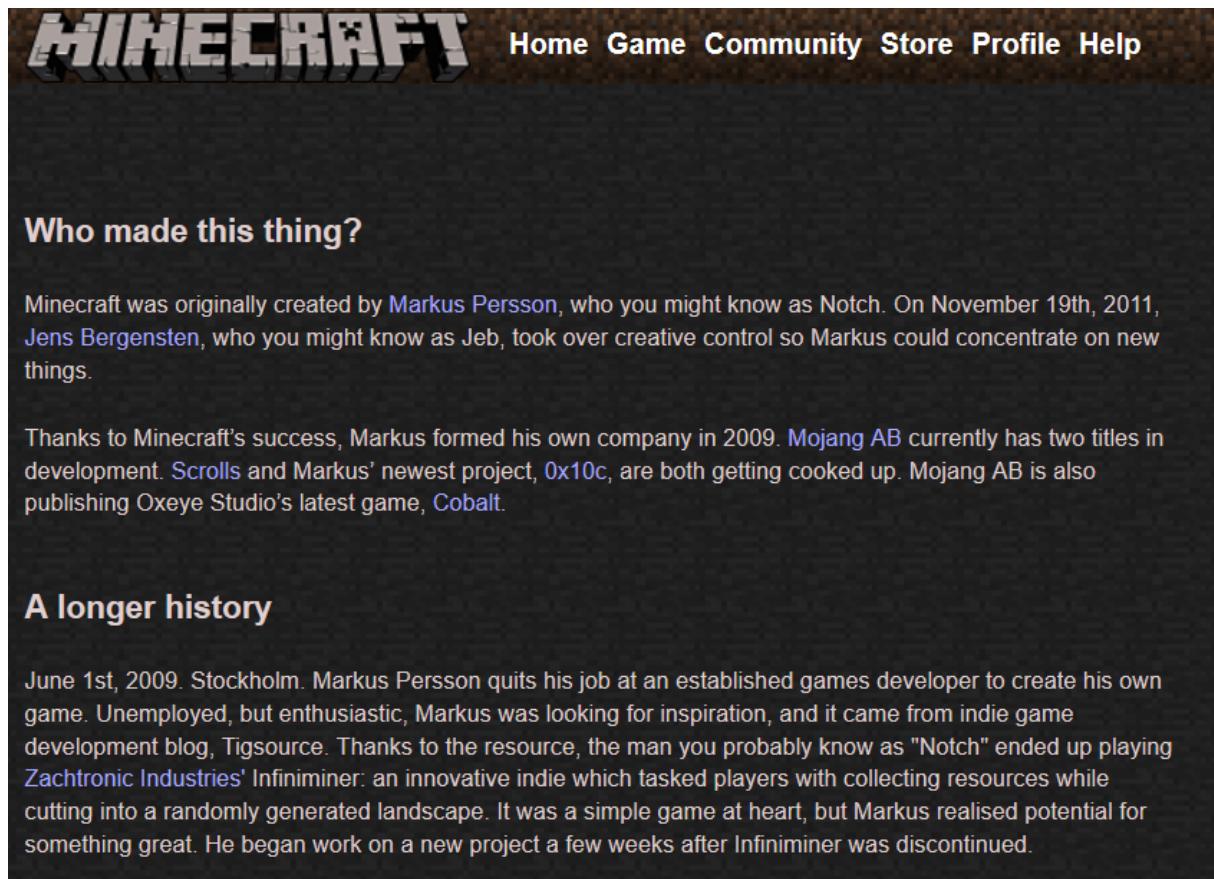 MINECRAFT Home Game Community Store Profile Help
Who made this thing?
Minecraft was originally created by Markus Persson, who you might know as Notch. On November 19th, 2011,
Jens Bergensten, who you might know as Jeb, took over creative control so Markus could concentrate on new
things.
Thanks to Minecraft’s success, Markus formed his own company in 2009. Mojang AB currently has two titles in
development. Scrolls and Markus’ newest project, 0x10c, are both getting cooked up. Mojang AB is also
publishing Oxeye Studio’s latest game, Cobalt.
A longer history
June 1st, 2009. Stockholm. Markus Persson quits his job at an established games developer to create his own
game. Unemployed, but enthusiastic, Markus was looking for inspiration, and it came from indie game
development blog, Tigsource. Thanks to the resource, the man you probably know as "Notch" ended up playing
Zachtronic Industries' Infiniminer: an innovative indie which tasked players with collecting resources while
cutting into a randomly generated landscape. It was a simple game at heart, but Markus realised potential for
something great. He began work on a new project a few weeks after Infiniminer was discontinued.